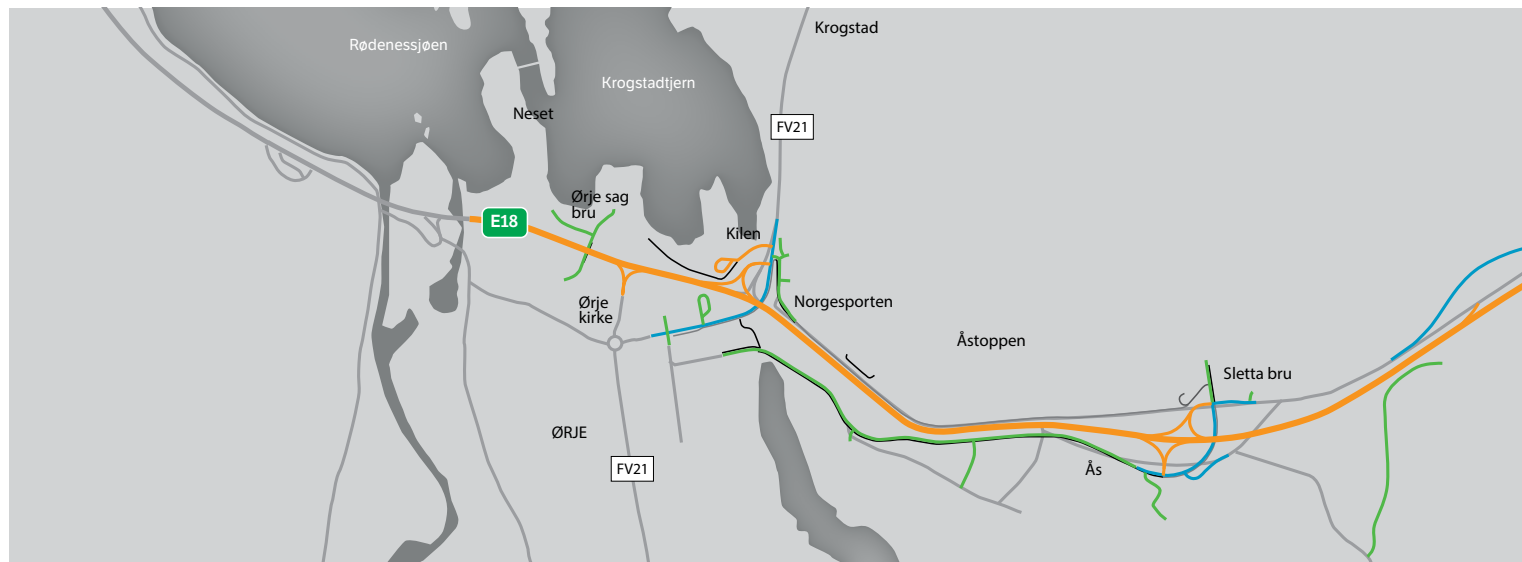 Krogstad
Rødenessjøen
Krogstadtjern
Neset
FV21
Ørje sag
bru
E18
Kilen
Norgesporten
Ørje
kirke
Åstoppen
Sletta bru
ØRJE
FV21
Ås